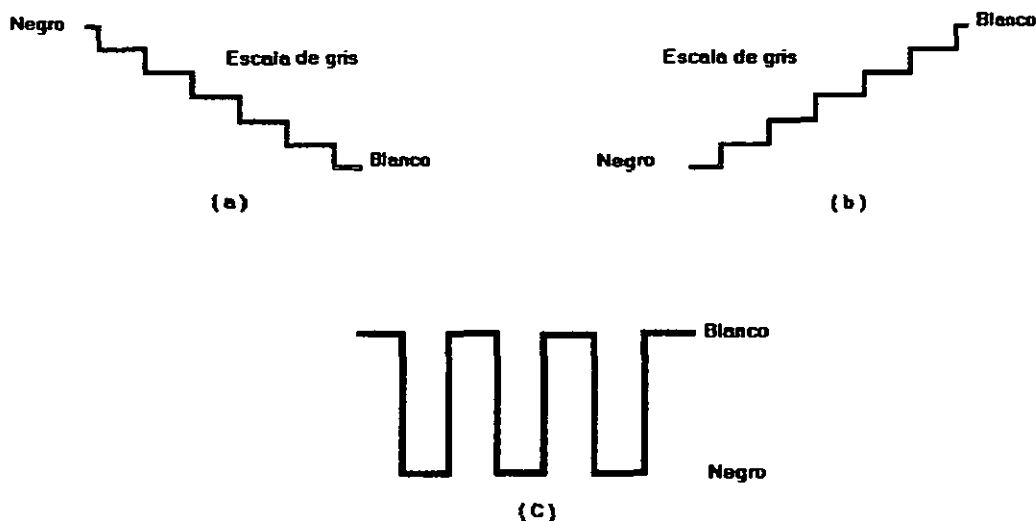 Negro
Escala de gris
Blanco
(a)
Blanco
Escala de gris
Negro
(b)
Blanco
Negro
(C)